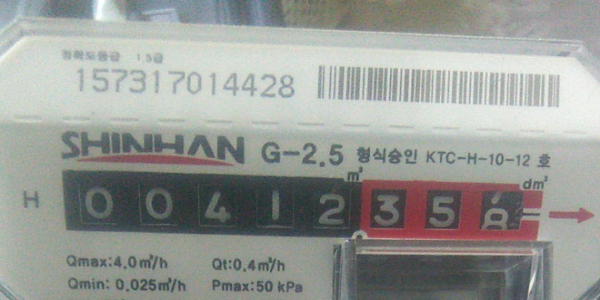 정확도등급 1.5급
157317014428
SHINHAN G-2.5 형식승인 KTC-H-10-12 호
m³ dm³
H 0 0 4 1 2 3 5 8
Qmax:4.0m³/h Qt:0.4m³/h
Qmin: 0.025m³/h Pmax:50 kPa